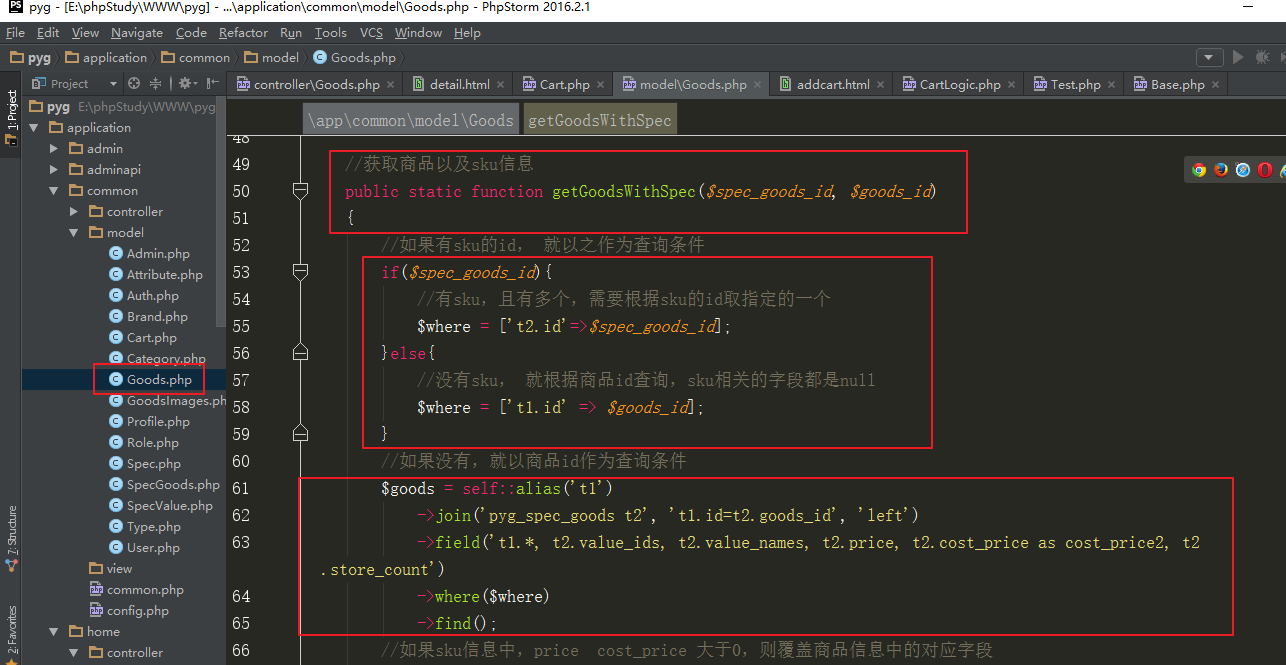 pyg - [E:\phpStudy\WWW\pyg] - ...\application\common\model\Goods.php - PhpStorm 2016.2.1
File Edit View Navigate Code Refactor Run Tools VCS Window Help
pyg application common model Goods.php
Project controller\Goods.php detail.html Cart.php model\Goods.php addcart.html CartLogic.php Test.php Base.php
1: Project
7: Structure
2: Favorites
pyg E:\phpStudy\WWW\pyg
application
admin
adminapi
common
controller
model
Admin.php
Attribute.php
Auth.php
Brand.php
Cart.php
Category.php
Goods.php
GoodsImages.ph
Profile.php
Role.php
Spec.php
SpecGoods.php
SpecValue.php
Type.php
User.php
view
common.php
config.php
home
controller
\app\common\model\Goods getGoodsWithSpec
48
49 //获取商品以及sku信息
50 public static function getGoodsWithSpec($spec_goods_id, $goods_id)
51 {
52 //如果有sku的id， 就以之作为查询条件
53 if($spec_goods_id){
54 //有sku，且有多个，需要根据sku的id取指定的一个
55 $where = ['t2.id'=>$spec_goods_id];
56 }else{
57 //没有sku， 就根据商品id查询，sku相关的字段都是null
58 $where = ['t1.id' => $goods_id];
59 }
60 //如果没有，就以商品id作为查询条件
61 $goods = self::alias('t1')
62 ->join('pyg_spec_goods t2', 't1.id=t2.goods_id', 'left')
63 ->field('t1.*, t2.value_ids, t2.value_names, t2.price, t2.cost_price as cost_price2, t2
.store_count')
64 ->where($where)
65 ->find();
66 //如果sku信息中，price cost_price 大于0，则覆盖商品信息中的对应字段